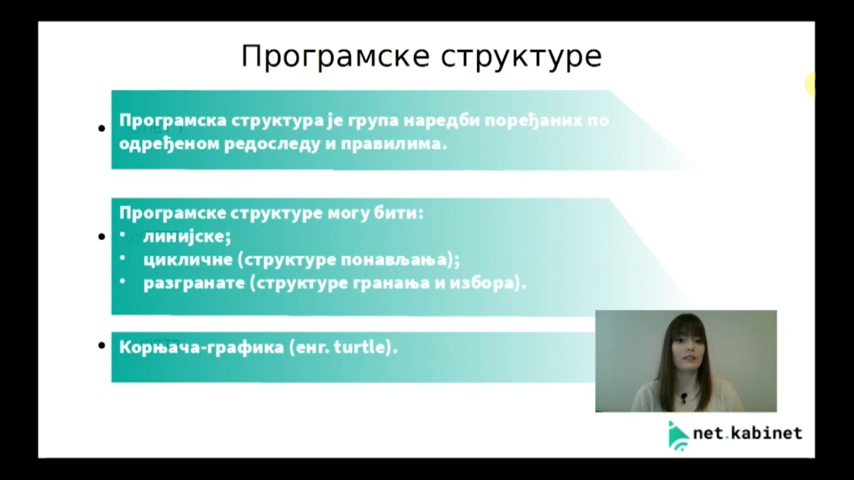 Програмске структуре
Програмска структура је група наредби поређаних по
одређеном редоследу и правилима.
Програмске структуре могу бити:
линијске;
цикличне (структуре понављања);
разгранате (структуре гранања и избора).
Корњача-графика (енг. turtle).
net.kabinet